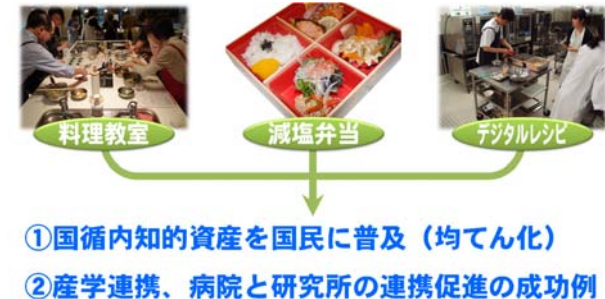 料理教室
減塩弁当
デジタルレシピ
①国循内知的資産を国民に普及（均てん化）
②産学連携、病院と研究所の連携促進の成功例